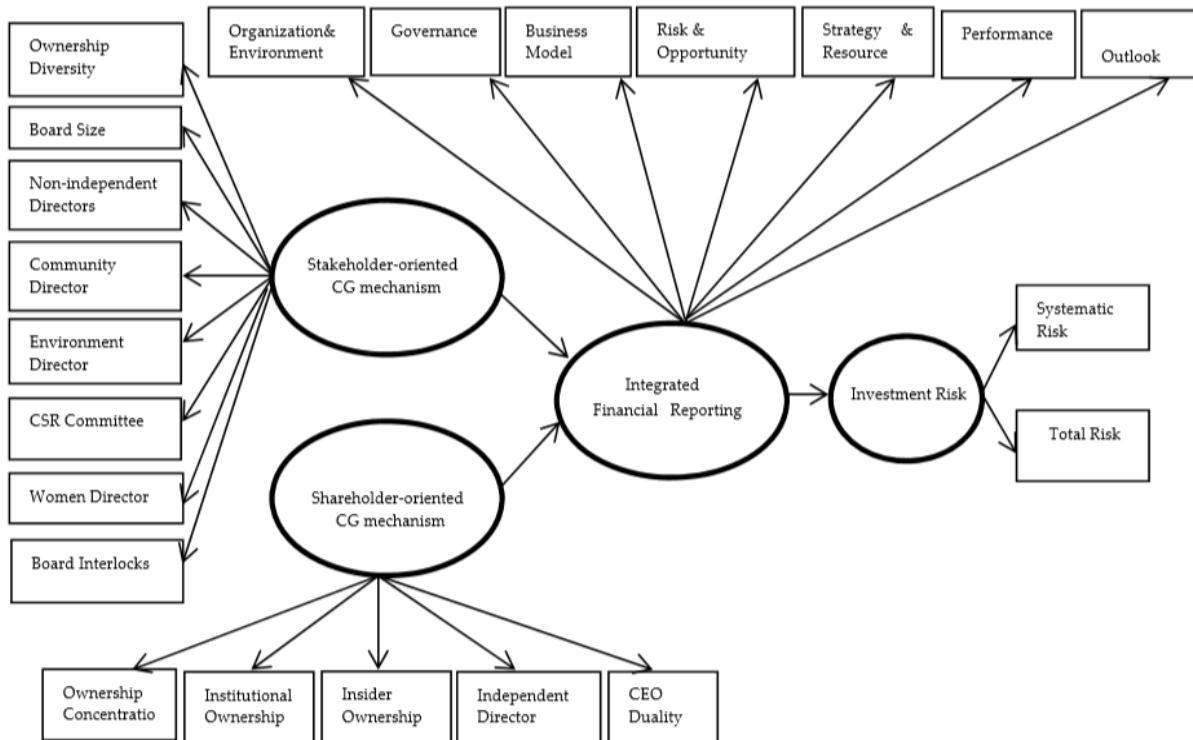 Organization&
Environment
Governance
Business
Model
Risk &
Opportunity
Strategy &
Resource
Performance
Outlook
Ownership
Diversity
Board Size
Non-independent
Directors
Community
Director
Environment
Director
CSR Committee
Women Director
Board Interlocks
Stakeholder-oriented
CG mechanism
Shareholder-oriented
CG mechanism
Integrated
Financial Reporting
Investment Risk
Systematic
Risk
Total Risk
Ownership
Concentratio
Institutional
Ownership
Insider
Ownership
Independent
Director
CEO
Duality